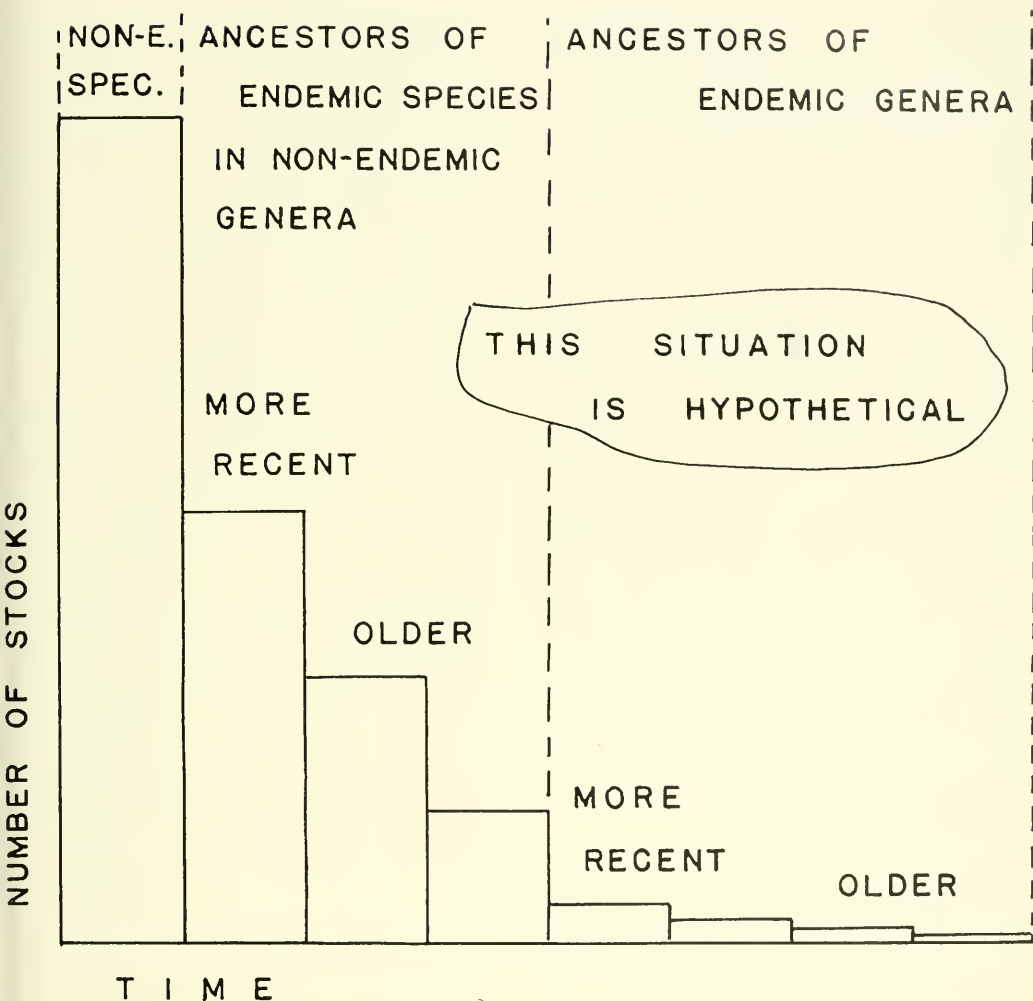 NON-E.
SPEC.
ANCESTORS OF
ENDEMIC SPECIES
IN NON-ENDEMIC
GENERA
ANCESTORS OF
ENDEMIC GENERA
THIS SITUATION
IS HYPOTHETICAL
MORE
RECENT
OLDER
MORE
RECENT
OLDER
NUMBER OF STOCKS
TIME